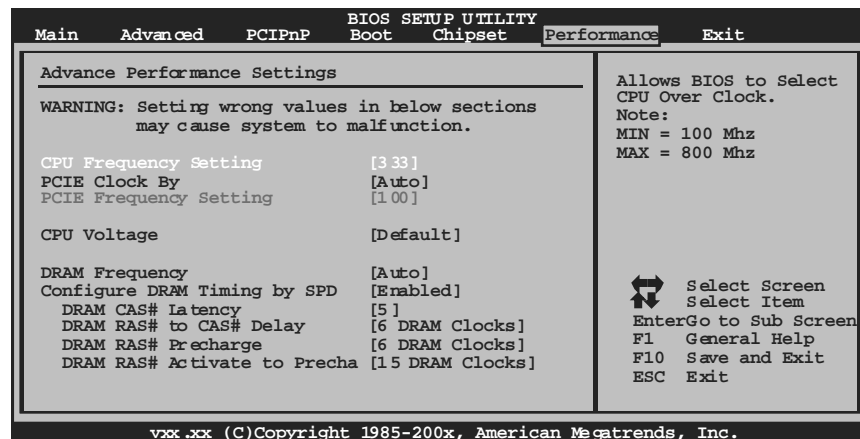 BIOS SETUP UTILITY
Main Advanced PCIPnP Boot Chipset Performance Exit
Advance Performance Settings
WARNING: Setting wrong values in below sections
may cause system to malfunction.
CPU Frequency Setting [333]
PCIE Clock By [Auto]
PCIE Frequency Setting [100]
CPU Voltage [Default]
DRAM Frequency [Auto]
Configure DRAM Timing by SPD [Enabled]
DRAM CAS# Latency [5]
DRAM RAS# to CAS# Delay [6 DRAM Clocks]
DRAM RAS# Precharge [6 DRAM Clocks]
DRAM RAS# Activate to Precha [15 DRAM Clocks]
Allows BIOS to Select
CPU Over Clock.
Note:
MIN = 100 Mhz
MAX = 800 Mhz
Select Screen
Select Item
Enter Go to Sub Screen
F1 General Help
F10 Save and Exit
ESC Exit
vxx.xx (C)Copyright 1985-200x, American Megatrends, Inc.